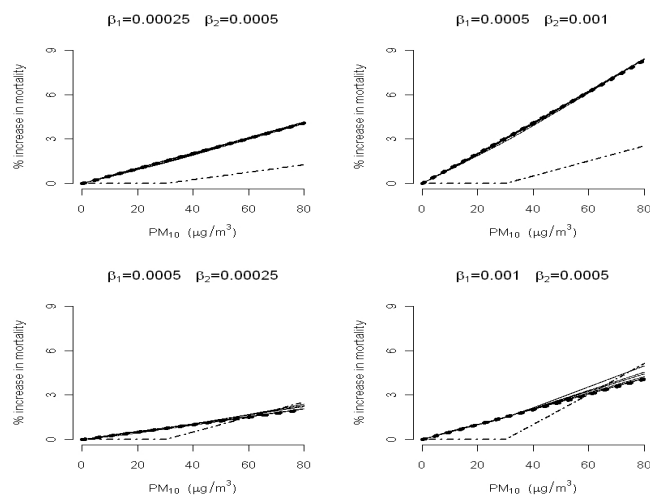 β₁=0.00025 β₂=0.0005
% increase in mortality
9
6
3
0
0 20 40 60 80
PM₁₀ (μg/m³)
β₁=0.0005 β₂=0.001
% increase in mortality
9
6
3
0
0 20 40 60 80
PM₁₀ (μg/m³)
β₁=0.0005 β₂=0.00025
% increase in mortality
9
6
3
0
0 20 40 60 80
PM₁₀ (μg/m³)
β₁=0.001 β₂=0.0005
% increase in mortality
9
6
3
0
0 20 40 60 80
PM₁₀ (μg/m³)